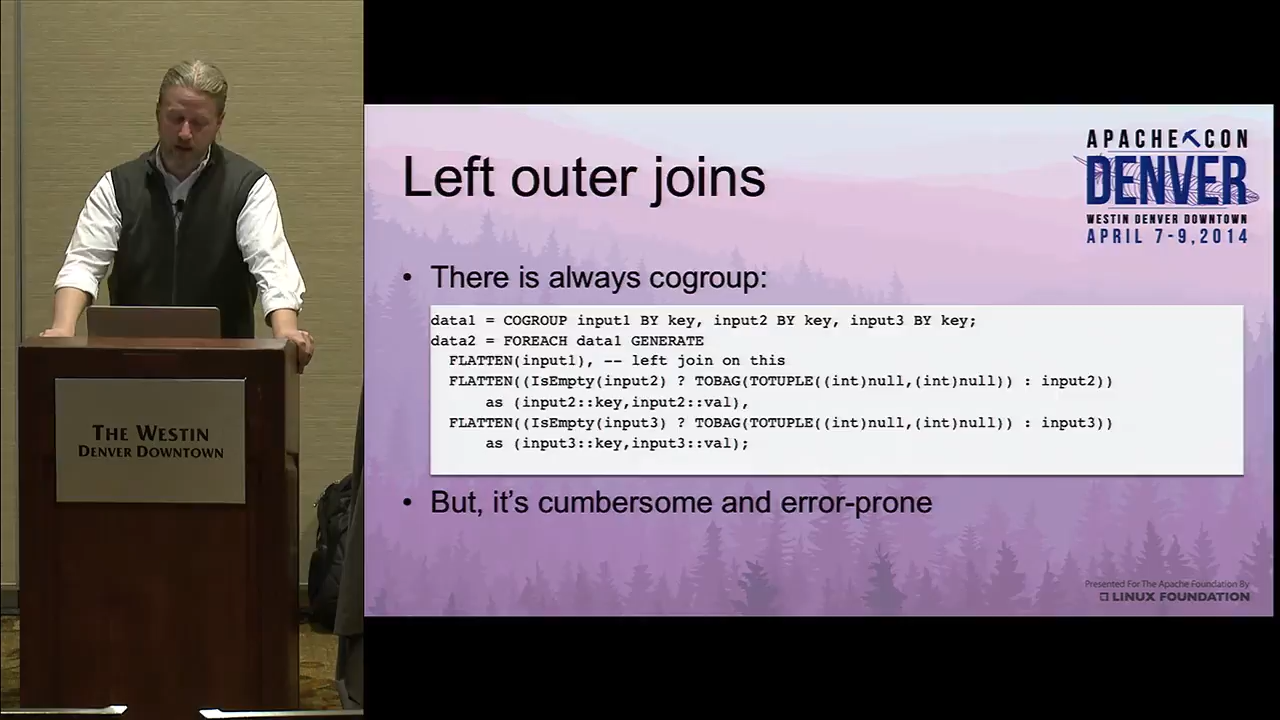 THE WESTIN
DENVER DOWNTOWN
Left outer joins
APACHE CON
DENVER
WESTIN DENVER DOWNTOWN
APRIL 7-9, 2014
• There is always cogroup:
data1 = COGROUP input1 BY key, input2 BY key, input3 BY key;
data2 = FOREACH data1 GENERATE
FLATTEN(input1), -- left join on this
FLATTEN((IsEmpty(input2) ? TOBAG(TOTUPLE((int)null,(int)null)) : input2))
as (input2::key,input2::val),
FLATTEN((IsEmpty(input3) ? TOBAG(TOTUPLE((int)null,(int)null)) : input3))
as (input3::key,input3::val);
• But, it's cumbersome and error-prone
Presented For The Apache Foundation By
LINUX FOUNDATION